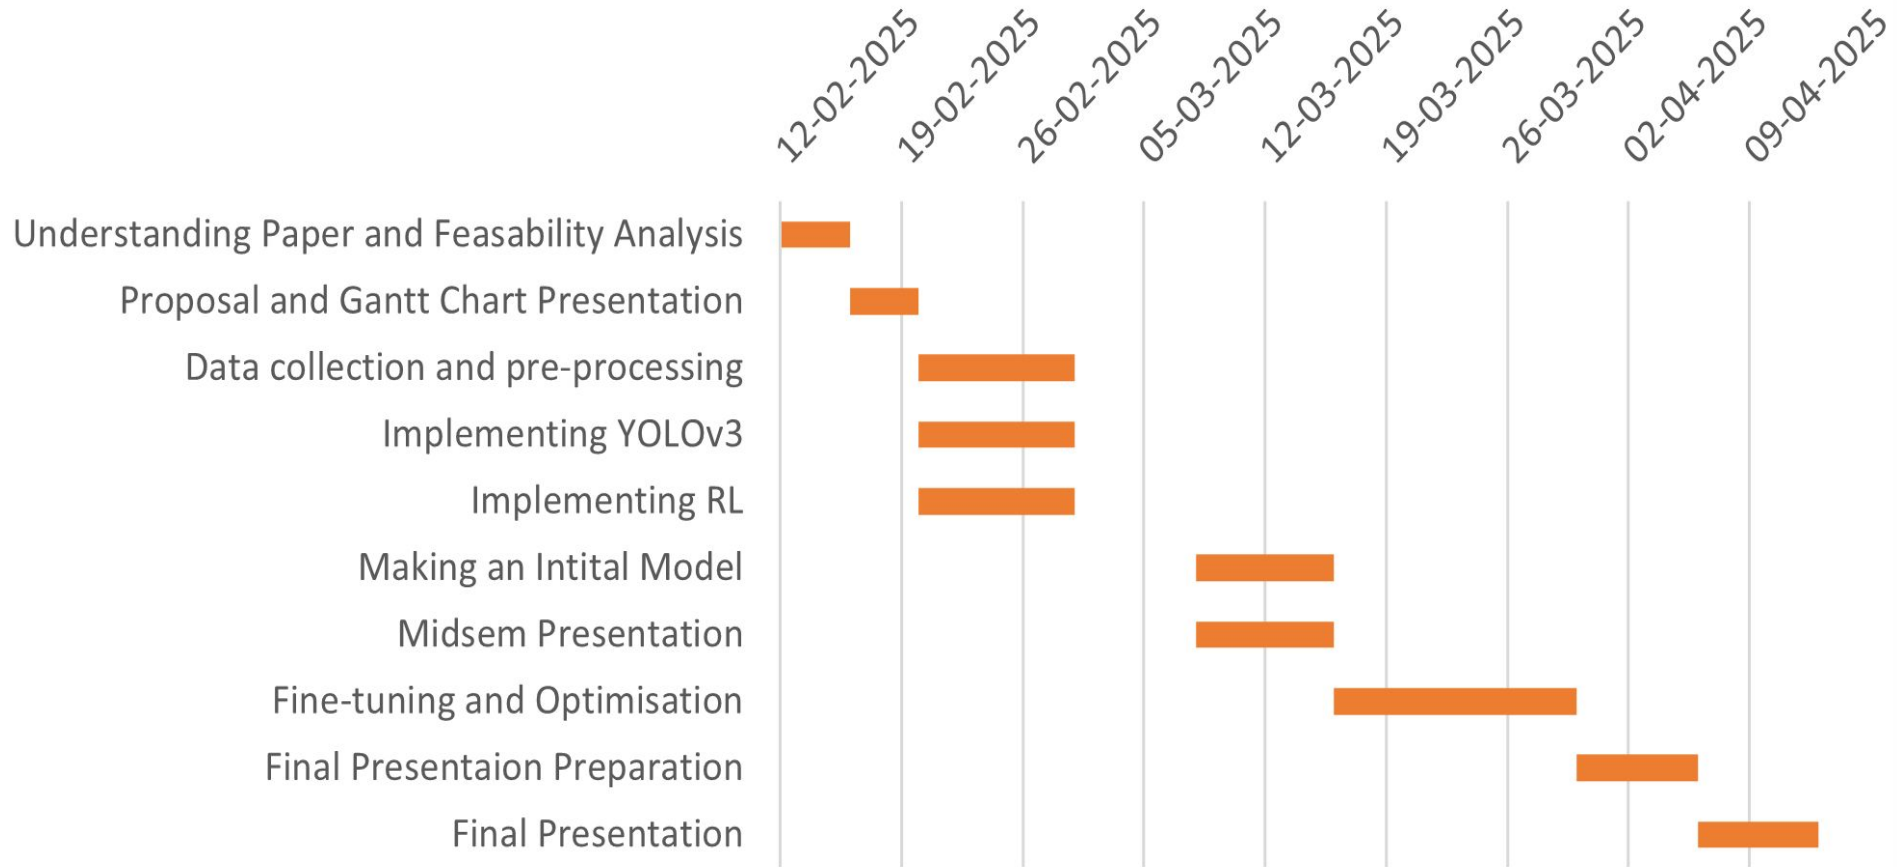 12-02-2025
19-02-2025
26-02-2025
05-03-2025
12-03-2025
19-03-2025
26-03-2025
02-04-2025
09-04-2025
Understanding Paper and Feasability Analysis
Proposal and Gantt Chart Presentation
Data collection and pre-processing
Implementing YOLOv3
Implementing RL
Making an Intital Model
Midsem Presentation
Fine-tuning and Optimisation
Final Presentaion Preparation
Final Presentation